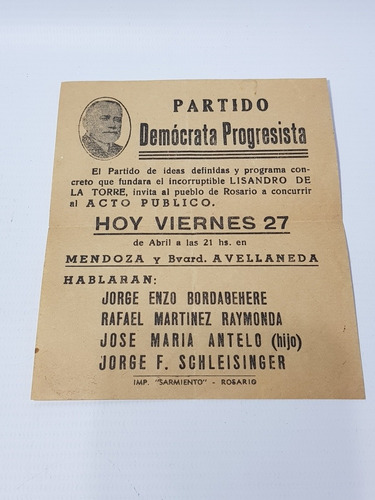 PARTIDO
Demócrata Progresista
El Partido de ideas definidas y programa con-
creto que fundara el incorruptible LISANDRO DE
LA TORRE, invita al pueblo de Rosario a concurrir
al ACTO PUBLICO.
HOY VIERNES 27
de Abril a las 21 hs. en
MENDOZA y Bvard. AVELLANEDA
HABLARAN:
JORGE ENZO BORDABEHERE
RAFAEL MARTINEZ RAYMONDA
JOSE MARIA ANTELO (hijo)
JORGE F. SCHLEISINGER
IMP. "SARMIENTO" - ROSARIO